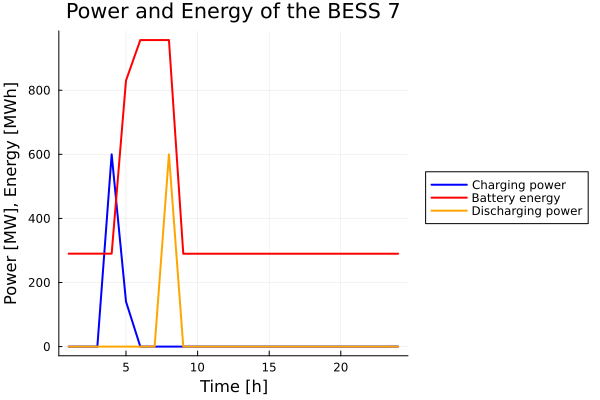 Power and Energy of the BESS 7
Power [MW], Energy [MWh]
800
600
400
200
0
5
10
15
20
Time [h]
Charging power
Battery energy
Discharging power